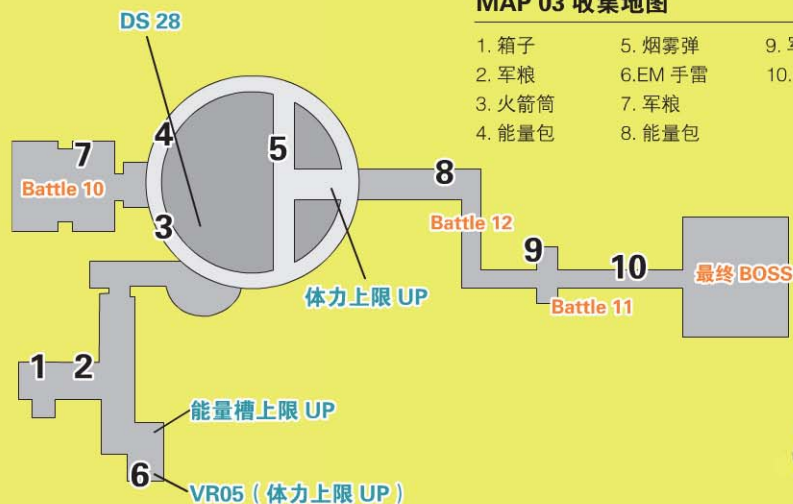 MAP 03 收集地图
1. 箱子 5. 烟雾弹 9.
2. 军粮 6.EM 手雷 10.
3. 火箭筒 7. 军粮
4. 能量包 8. 能量包
DS 28
4
5
7
Battle 10
8
3
Battle 12
9
10
最终 BOSS
体力上限 UP
Battle 11
1
2
能量槽上限 UP
6
VR05（体力上限 UP）